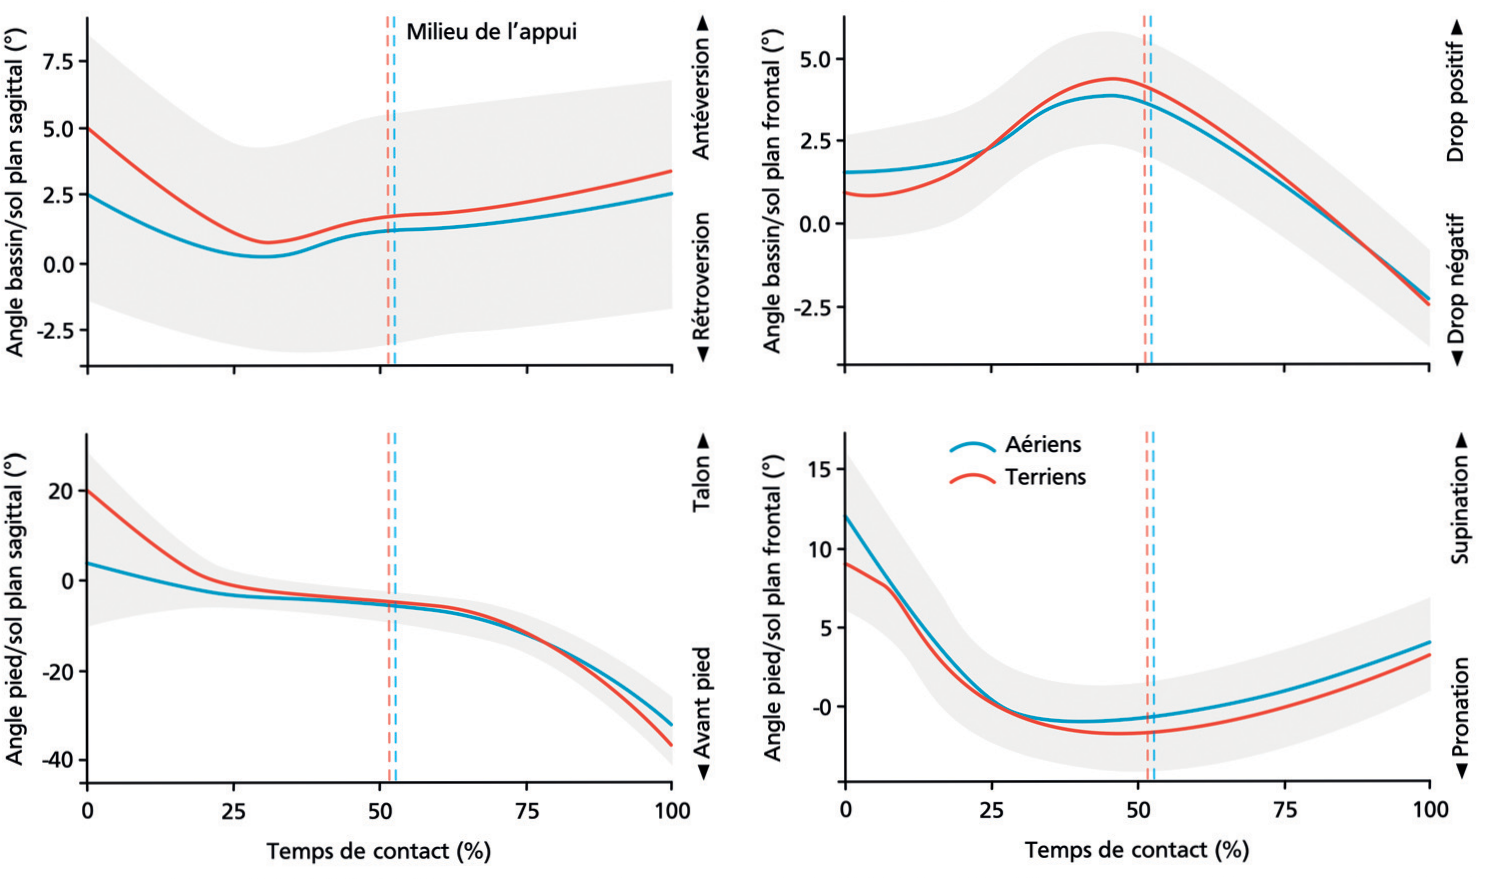 Angle bassin/sol plan sagittal (°)
7.5
5.0
2.5
0.0
-2.5
Milieu de l’appui
Antéversion ►
◄ Rétroversion
Angle bassin/sol plan frontal (°)
5.0
2.5
0.0
-2.5
Drop positif ►
◄ Drop négatif
Angle pied/sol plan sagittal (°)
20
0
-20
-40
0 25 50 75 100
Temps de contact (%)
Talon ►
◄ Avant pied
Angle pied/sol plan frontal (°)
15
10
5
-0
Aériens
Terriens
0 25 50 75 100
Temps de contact (%)
Supination ►
◄ Pronation